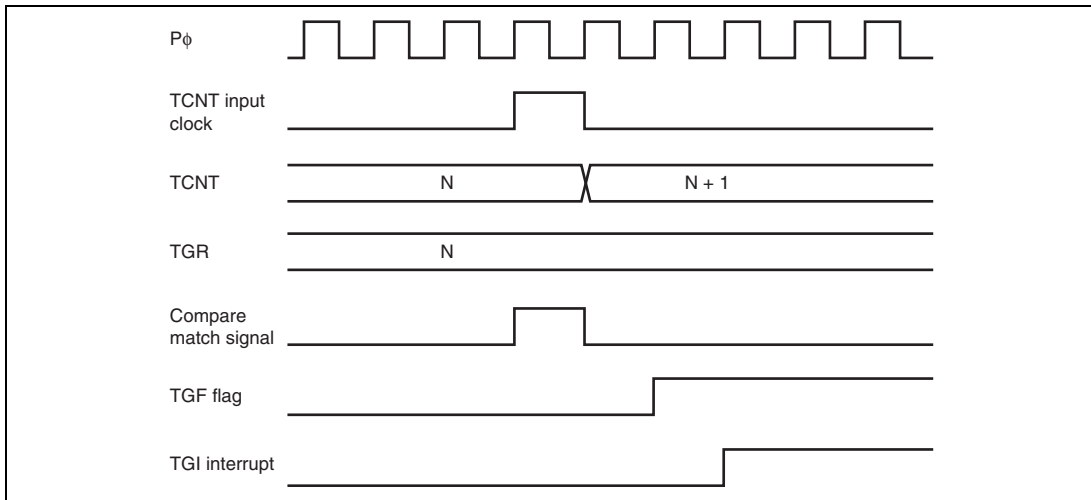 Pϕ
TCNT input
clock
TCNT
N
N + 1
TGR
N
Compare
match signal
TGF flag
TGI interrupt